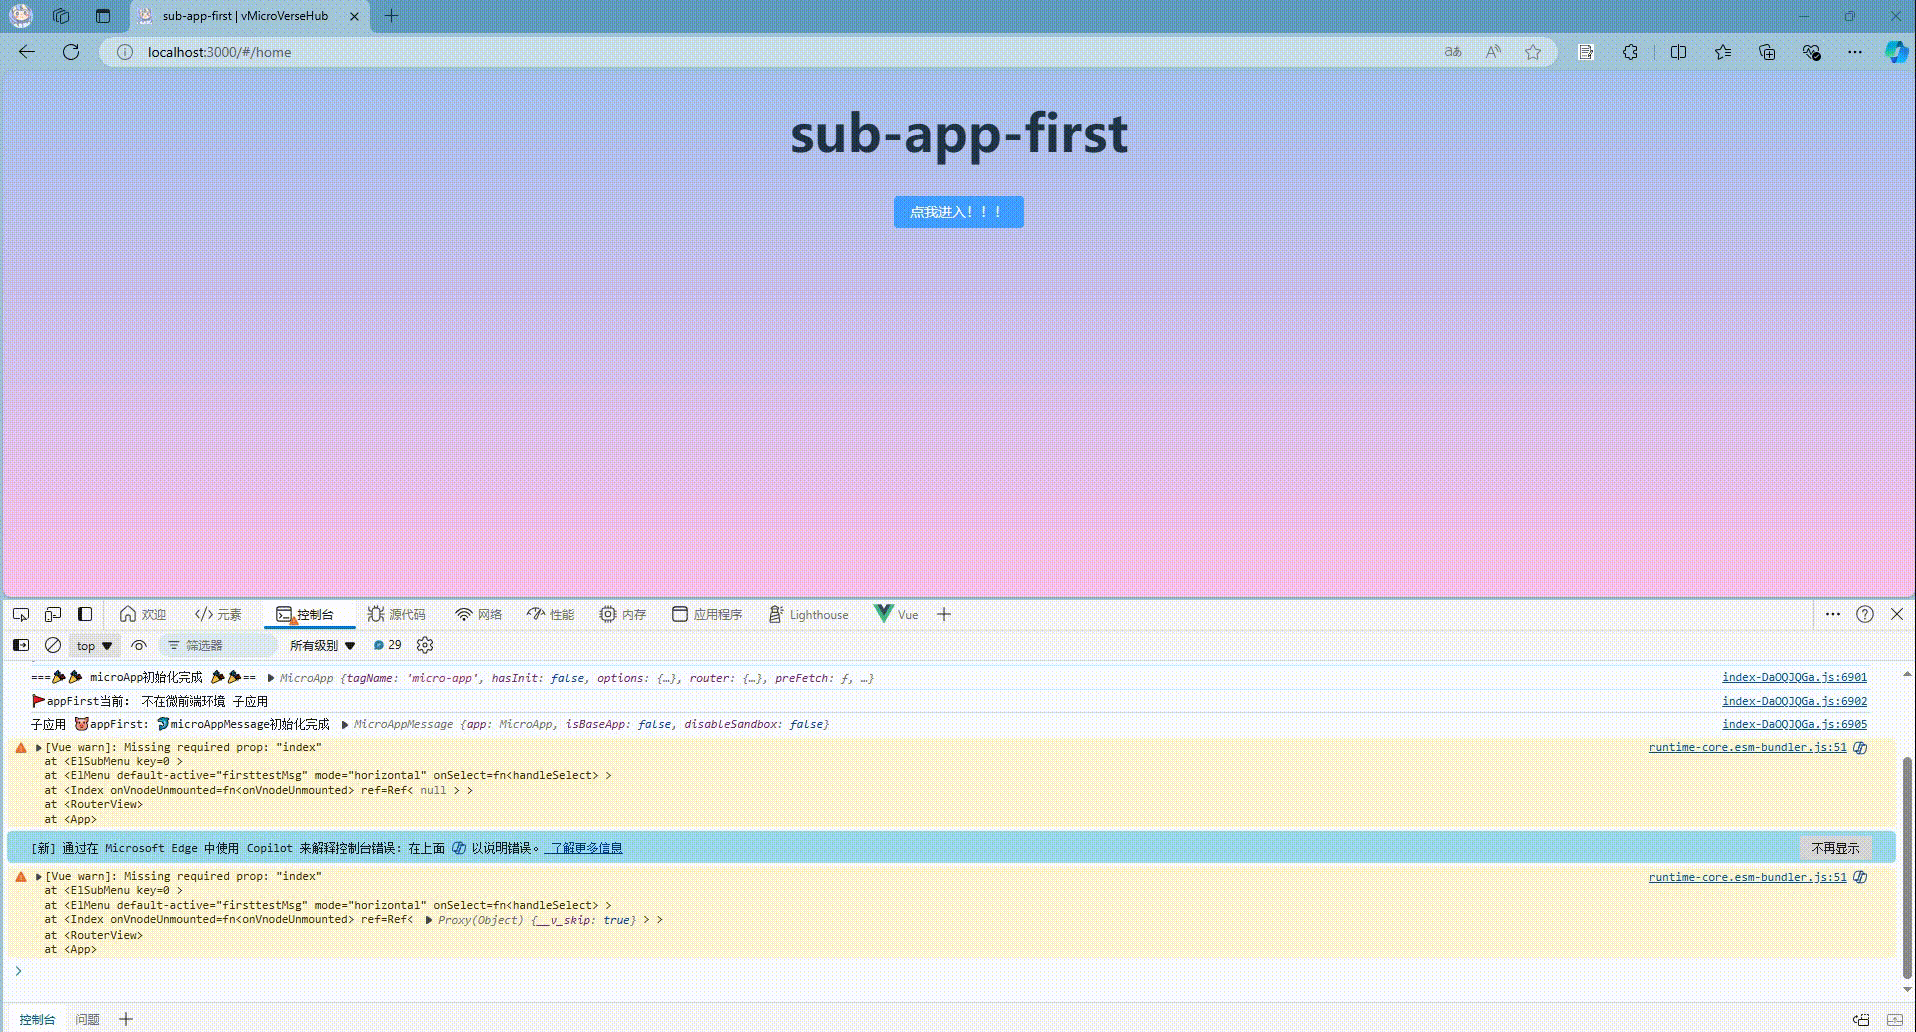 sub-app-first | vMicroVerseHub
localhost:3000/#/home
sub-app-first
点我进入！！！
欢迎 元素 控制台 源代码 网络 性能 内存 应用程序 Lighthouse Vue
top 筛选器 所有级别 29
===🎉🎉 microApp初始化完成 🎉🎉== MicroApp {tagName: 'micro-app', hasInit: false, options: {…}, router: {…}, preFetch: ƒ, …} index-DaOQJQGa.js:6901
🚩appFirst当前: 不在微前端环境 子应用 index-DaOQJQGa.js:6902
子应用 appFirst: microAppMessage初始化完成 MicroAppMessage {app: MicroApp, isBaseApp: false, disableSandbox: false} index-DaOQJQGa.js:6905
[Vue warn]: Missing required prop: "index" runtime-core.esm-bundler.js:51
at <ElSubMenu key=0 >
at <ElMenu default-active="firsttestMsg" mode="horizontal" onSelect=fn<handleSelect> >
at <Index onVnodeUnmounted=fn<onVnodeUnmounted> ref=Ref< null > >
at <RouterView>
at <App>
[新] 通过在 Microsoft Edge 中使用 Copilot 来解释控制台错误: 在上面 以说明错误。 了解更多信息 不再显示
[Vue warn]: Missing required prop: "index" runtime-core.esm-bundler.js:51
at <ElSubMenu key=0 >
at <ElMenu default-active="firsttestMsg" mode="horizontal" onSelect=fn<handleSelect> >
at <Index onVnodeUnmounted=fn<onVnodeUnmounted> ref=Ref< Proxy(Object) {__v_skip: true} > >
at <RouterView>
at <App>
控制台 问题